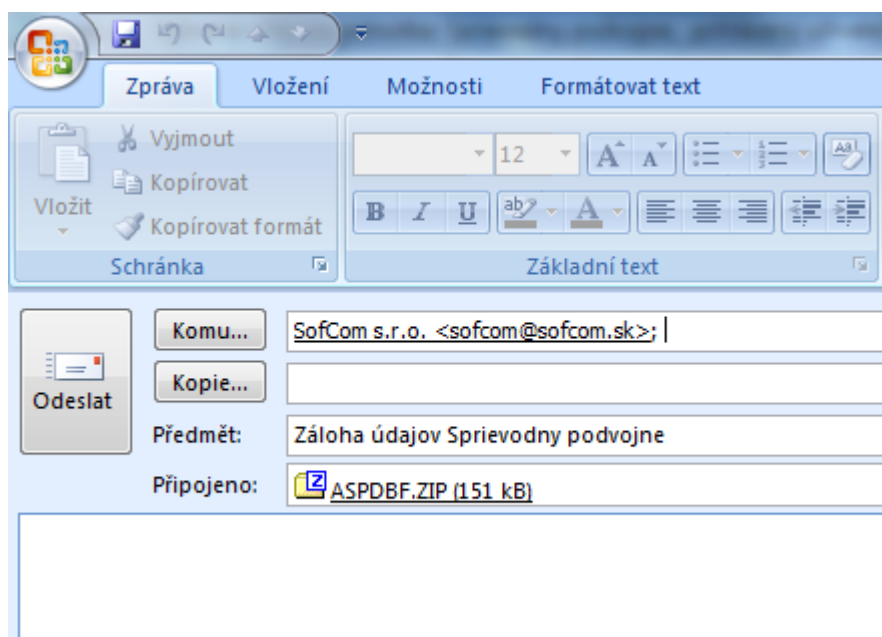 Zpráva Vložení Možnosti Formátovat text
Vyjmout
Kopírovat
Kopírovat formát
Vložit
12
Schránka
Základní text
Komu... SofCom s.r.o. <sofcom@sofcom.sk>;
Kopie...
Odeslat
Předmět: Záloha údajov Sprievodny podvojne
Připojeno: ASPDBF.ZIP (151 kB)